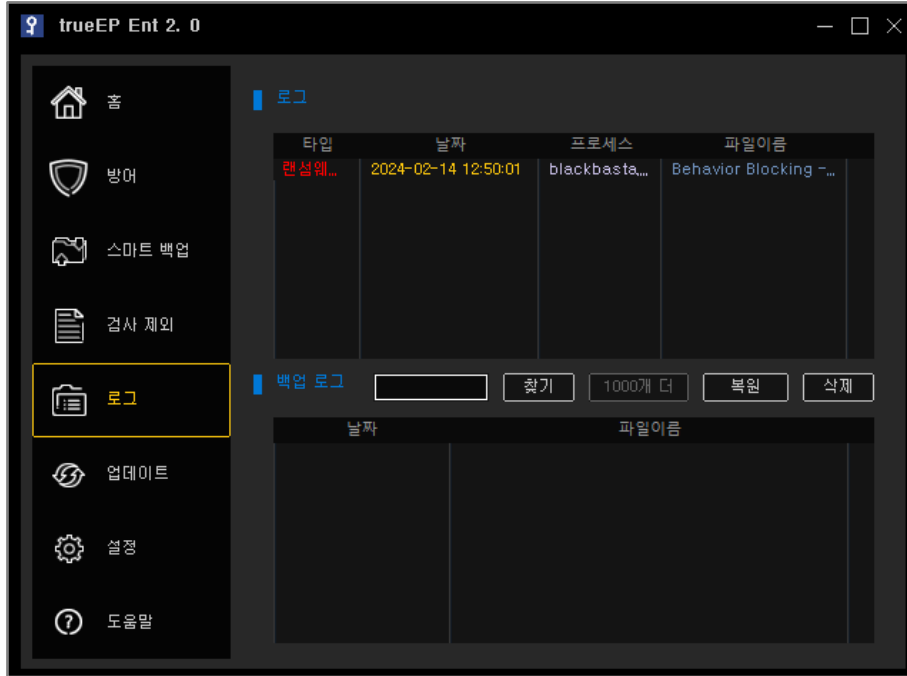 trueEP Ent 2. 0
홈
방어
스마트 백업
검사 제외
로그
업데이트
설정
도움말
로그
타입 날짜 프로세스 파일이름
랜섬웨... 2024-02-14 12:50:01 blackbasta... Behavior Blocking -...
백업 로그 찾기 1000개 더 복원 삭제
날짜 파일이름